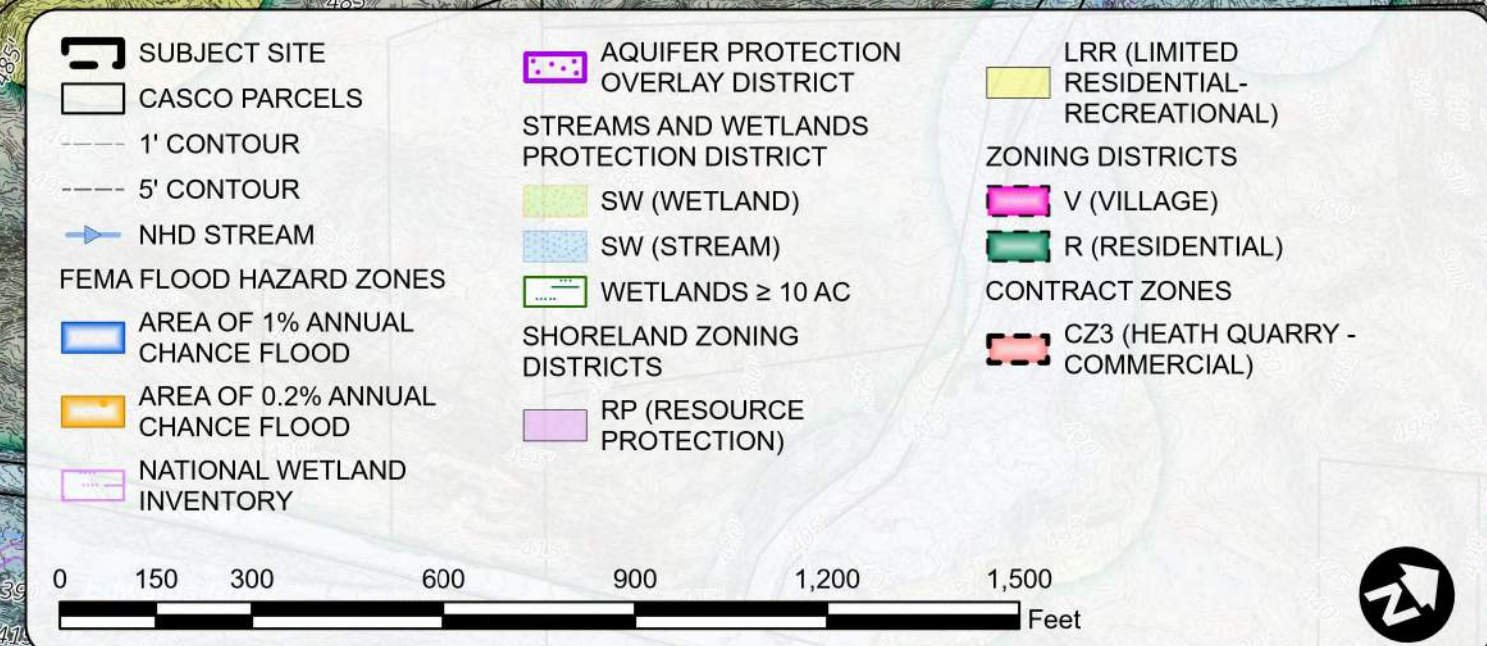 485'
485'
SUBJECT SITE
CASCO PARCELS
1' CONTOUR
5' CONTOUR
NHD STREAM
FEMA FLOOD HAZARD ZONES
AREA OF 1% ANNUAL
CHANCE FLOOD
AREA OF 0.2% ANNUAL
CHANCE FLOOD
NATIONAL WETLAND
INVENTORY
AQUIFER PROTECTION
OVERLAY DISTRICT
STREAMS AND WETLANDS
PROTECTION DISTRICT
SW (WETLAND)
SW (STREAM)
WETLANDS ≥ 10 AC
SHORELAND ZONING
DISTRICTS
RP (RESOURCE
PROTECTION)
LRR (LIMITED
RESIDENTIAL-
RECREATIONAL)
ZONING DISTRICTS
V (VILLAGE)
R (RESIDENTIAL)
CONTRACT ZONES
CZ3 (HEATH QUARRY -
COMMERCIAL)
0 150 300 600 900 1,200 1,500
Feet
N